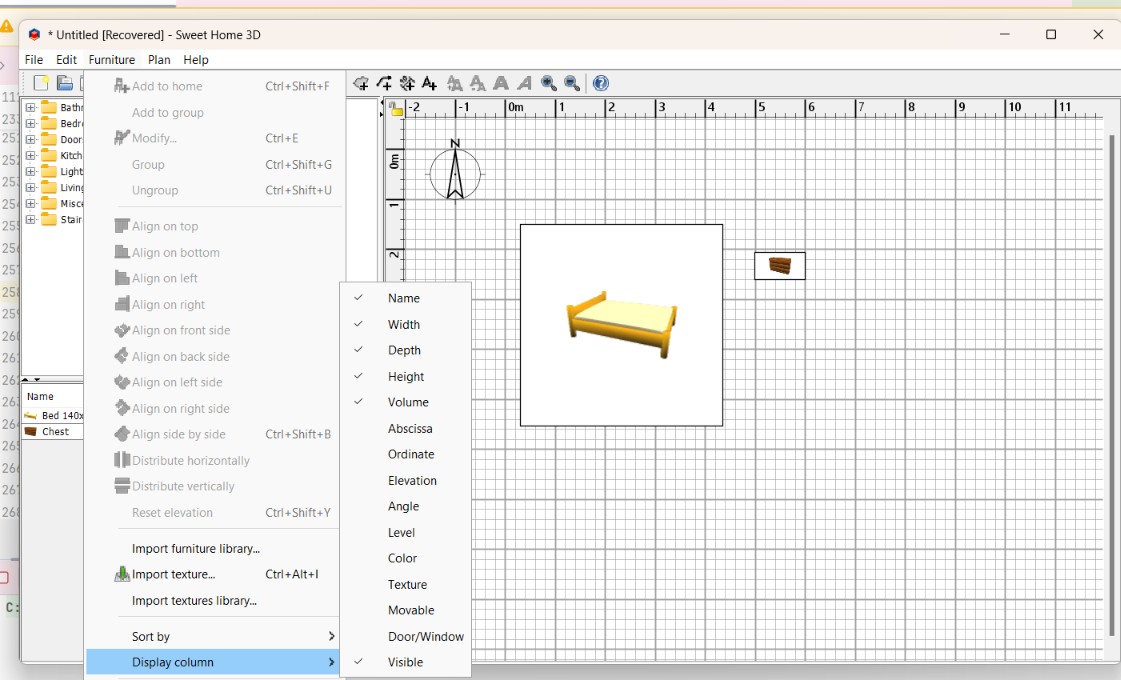 * Untitled [Recovered] - Sweet Home 3D
File Edit Furniture Plan Help
-2 -1 0m 1 2 3 4 5 6 7 8 9 10 11
0m
1
2
N
Bathr
Bedr
Door
Kitch
Light
Living
Misce
Stair
Name
Bed 140x
Chest
Add to home Ctrl+Shift+F
Add to group
Modify... Ctrl+E
Group Ctrl+Shift+G
Ungroup Ctrl+Shift+U
Align on top
Align on bottom
Align on left
Align on right
Align on front side
Align on back side
Align on left side
Align on right side
Align side by side Ctrl+Shift+B
Distribute horizontally
Distribute vertically
Reset elevation Ctrl+Shift+Y
Import furniture library...
Import texture... Ctrl+Alt+I
Import textures library...
Sort by
Display column
Name
Width
Depth
Height
Volume
Abscissa
Ordinate
Elevation
Angle
Level
Color
Texture
Movable
Door/Window
Visible
C: